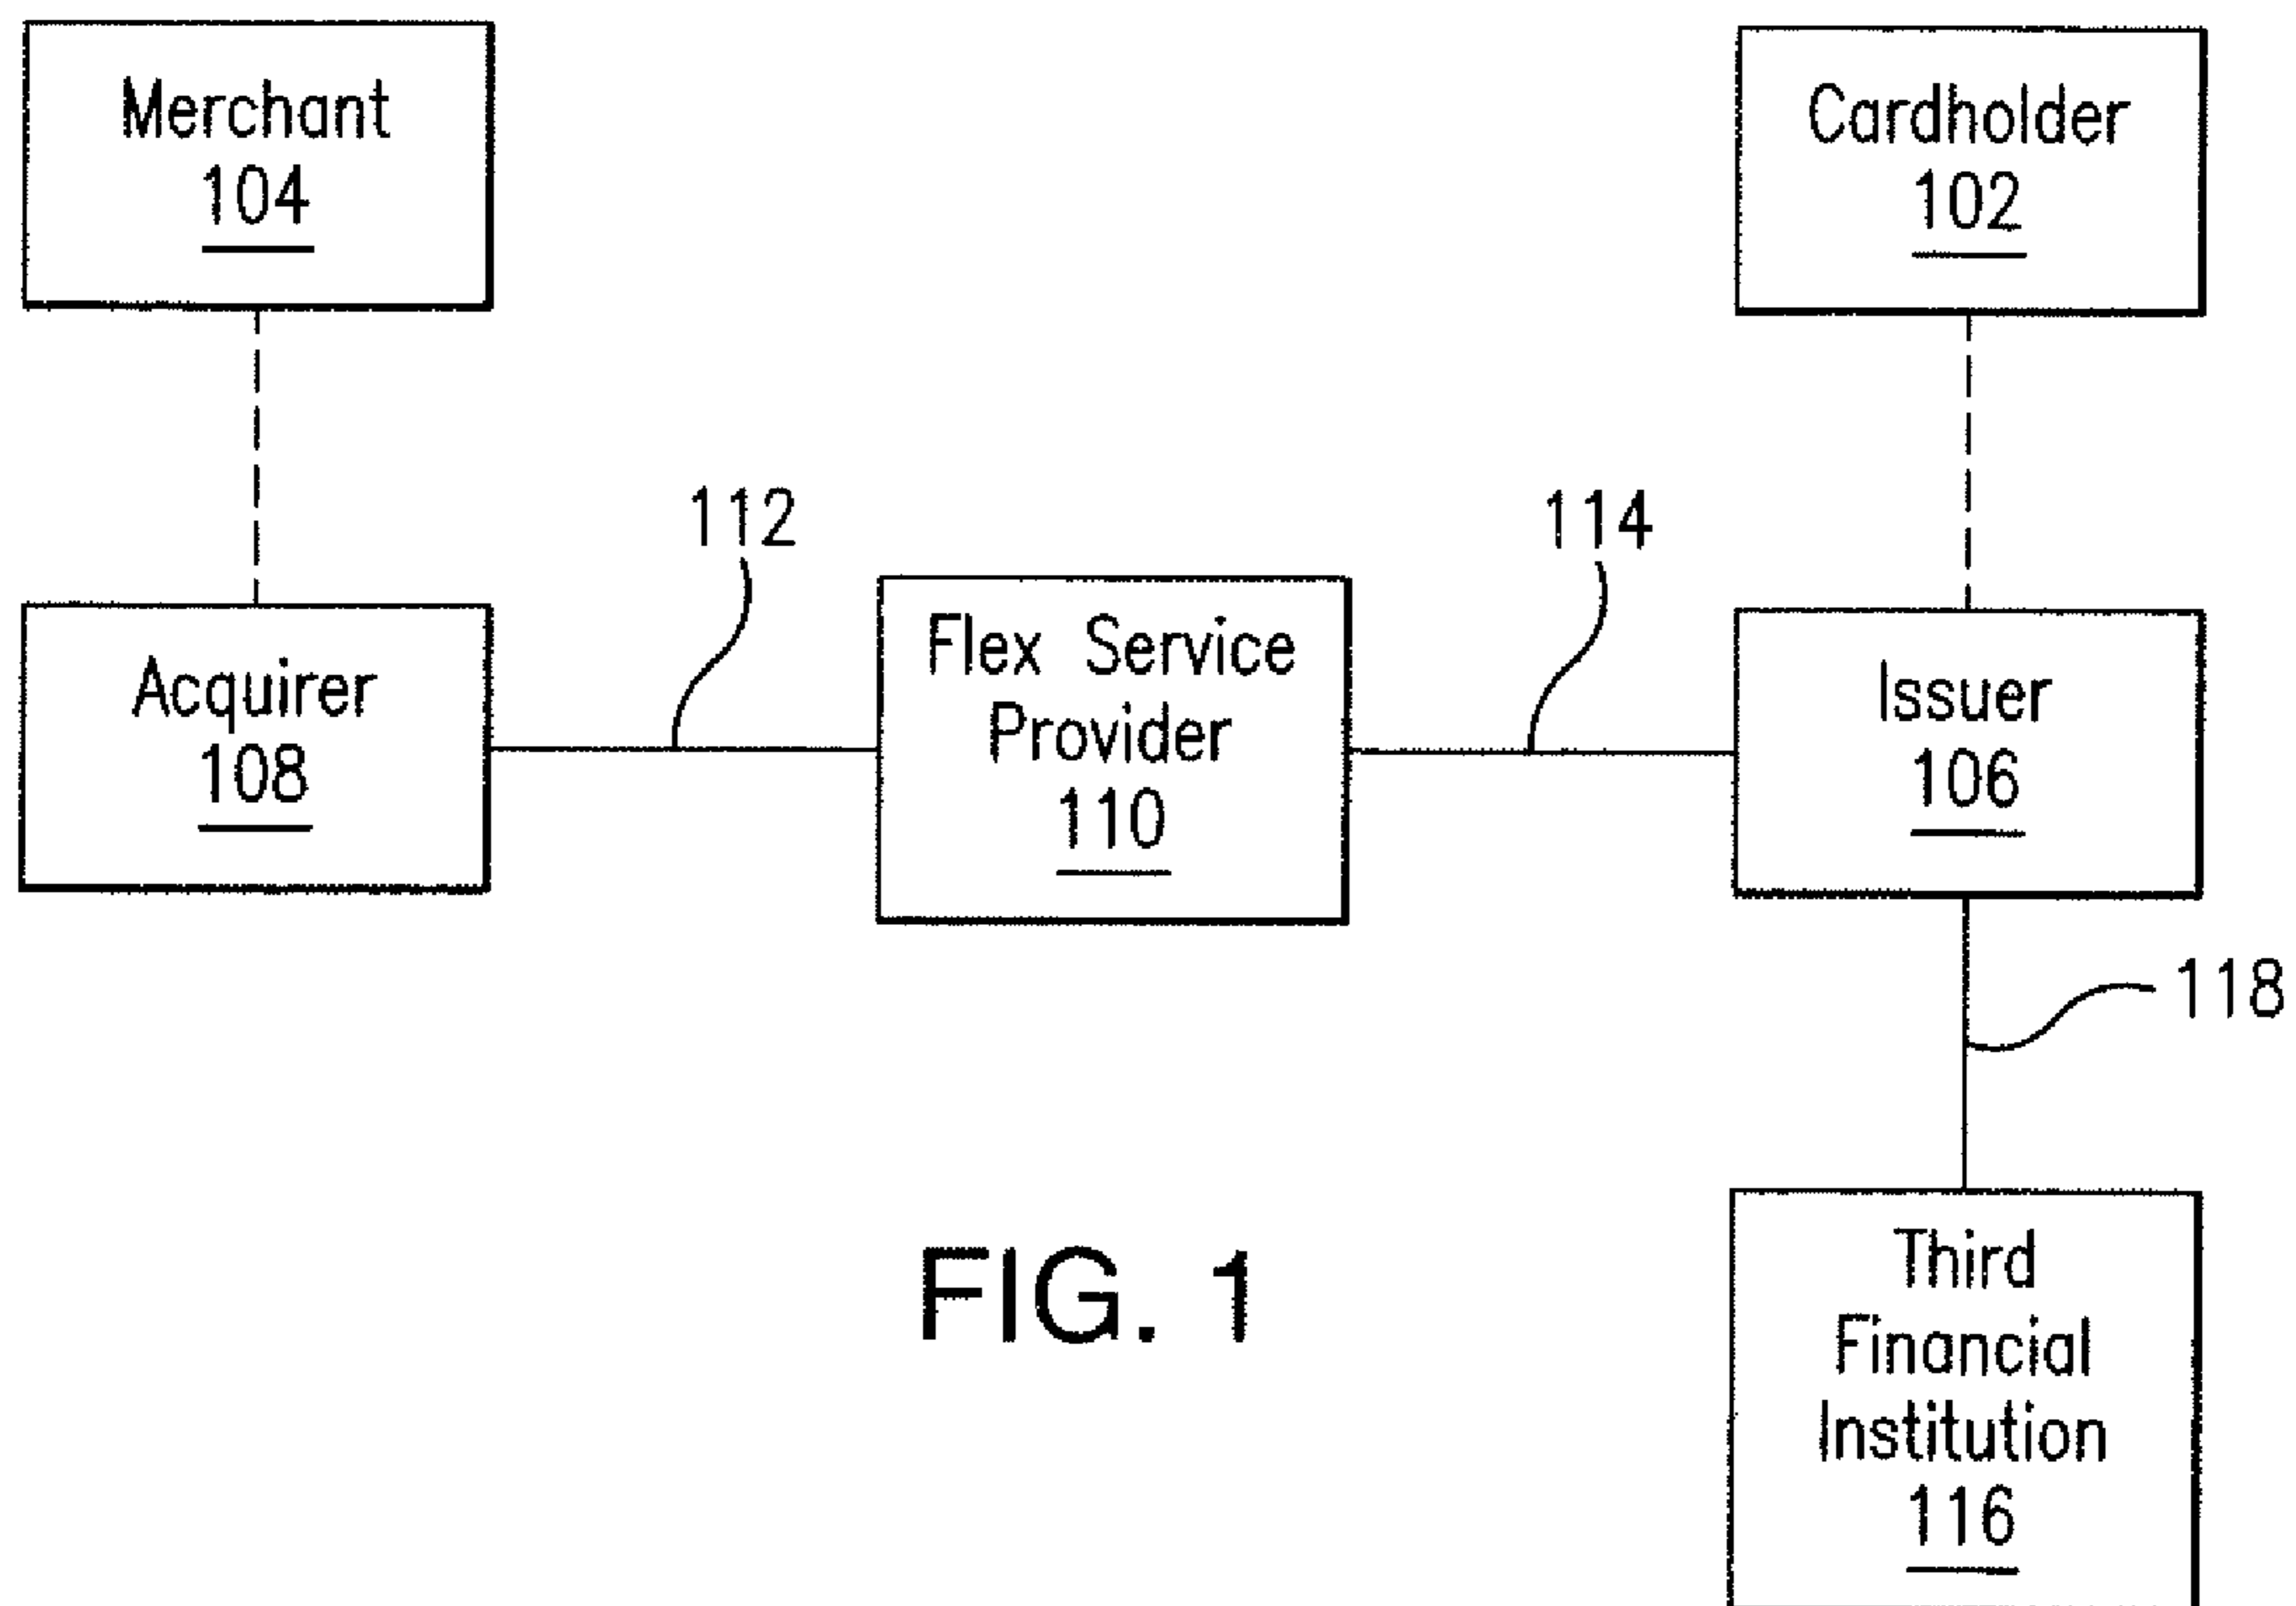 Merchant
104
Cardholder
102
112
114
Acquirer
108
Flex Service
Provider
110
Issuer
106
118
Third
Financial
Institution
116
FIG. 1